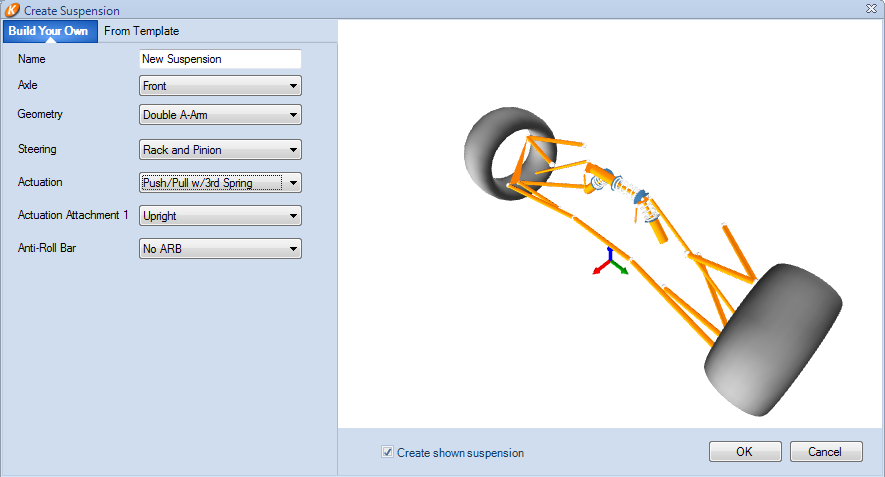 Create Suspension
Build Your Own From Template
Name New Suspension
Axle Front
Geometry Double A-Arm
Steering Rack and Pinion
Actuation Push/Pull w/3rd Spring
Actuation Attachment 1 Upright
Anti-Roll Bar No ARB
Create shown suspension OK Cancel